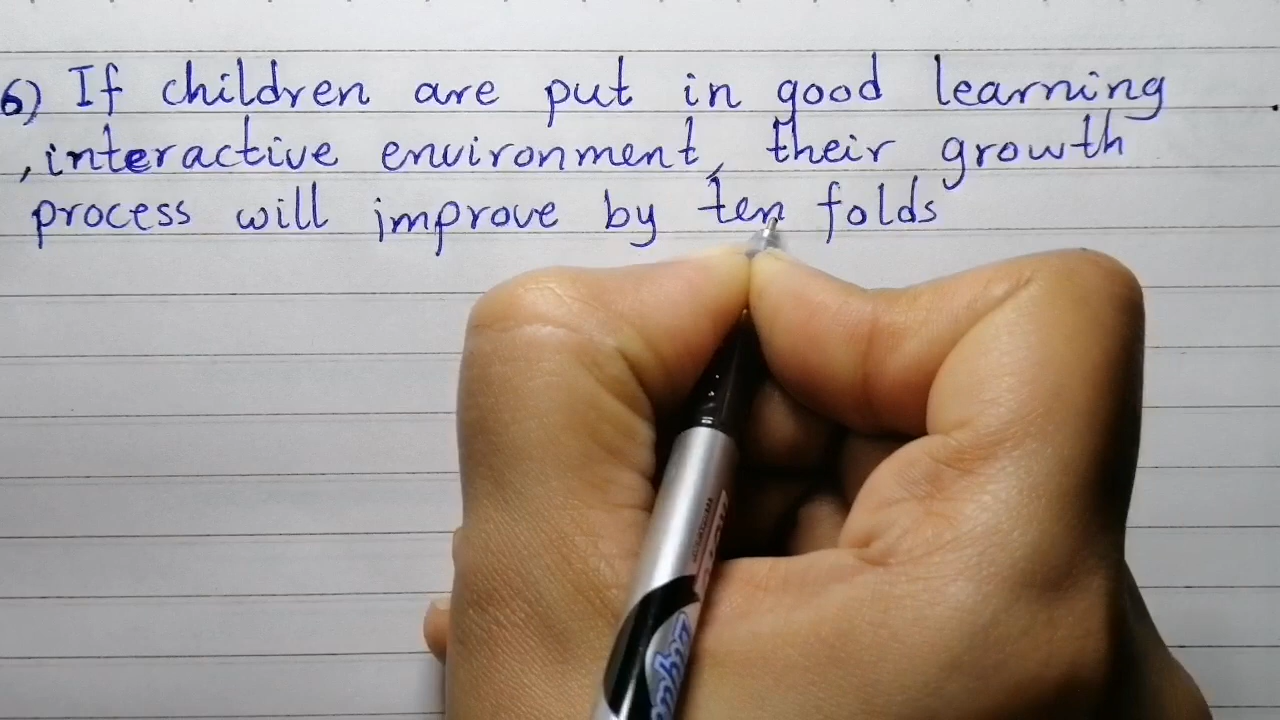 6) If children are put in good learning
, interactive environment, their growth
process will improve by ten folds